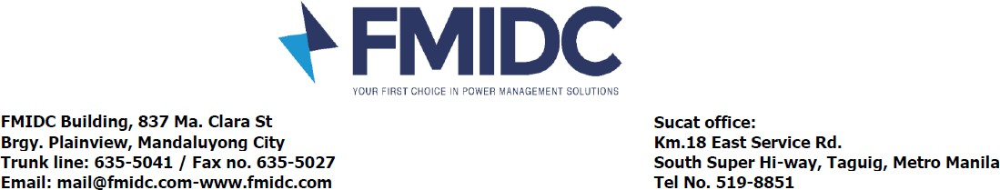 FMIDC
YOUR FIRST CHOICE IN POWER MANAGEMENT SOLUTIONS
FMIDC Building, 837 Ma. Clara St
Brgy. Plainview, Mandaluyong City
Trunk line: 635-5041 / Fax no. 635-5027
Email: mail@fmidc.com-www.fmidc.com
Sucat office:
Km.18 East Service Rd.
South Super Hi-way, Taguig, Metro Manila
Tel No. 519-8851